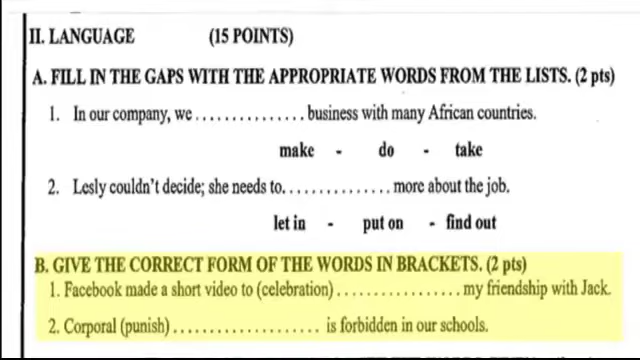 II. LANGUAGE (15 POINTS)
A. FILL IN THE GAPS WITH THE APPROPRIATE WORDS FROM THE LISTS. (2 pts)
1. In our company, we . . . . . . . . . . . . . . . business with many African countries.
make - do - take
2. Lesly couldn't decide; she needs to. . . . . . . . . . . . . . . more about the job.
let in - put on - find out
B. GIVE THE CORRECT FORM OF THE WORDS IN BRACKETS. (2 pts)
1. Facebook made a short video to (celebration) . . . . . . . . . . . . . . . . . my friendship with Jack.
2. Corporal (punish) . . . . . . . . . . . . . . . . . . . . is forbidden in our schools.